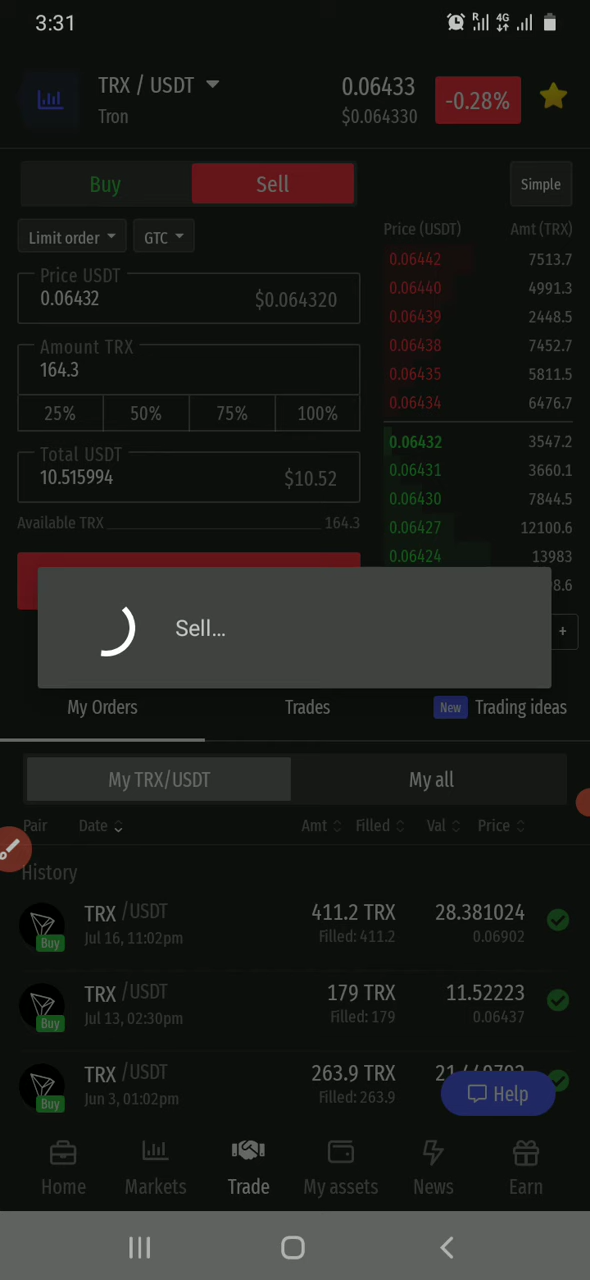 3:31 R 4G
TRX / USDT 0.06433 -0.28%
Tron $0.064330
Buy Sell Simple
Limit order GTC Price (USDT) Amt (TRX)
Price USDT
0.06432 $0.064320
Amount TRX
164.3
25% 50% 75% 100%
Total USDT
10.515994 $10.52
Available TRX 164.3
0.06442 7513.7
0.06440 4991.3
0.06439 2448.5
0.06438 7452.7
0.06435 5811.5
0.06434 6476.7
0.06432 3547.2
0.06431 3660.1
0.06430 7844.5
0.06427 12100.6
0.06424 13983
8.6
Sell...
+
My Orders Trades New Trading ideas
My TRX/USDT My all
Pair Date Amt Filled Val Price
History
TRX /USDT 411.2 TRX 28.381024
Buy Jul 16, 11:02pm Filled: 411.2 0.06902
TRX /USDT 179 TRX 11.52223
Buy Jul 13, 02:30pm Filled: 179 0.06437
TRX /USDT 263.9 TRX
Buy Jun 3, 01:02pm Filled: 263.9
Help
Home Markets Trade My assets News Earn